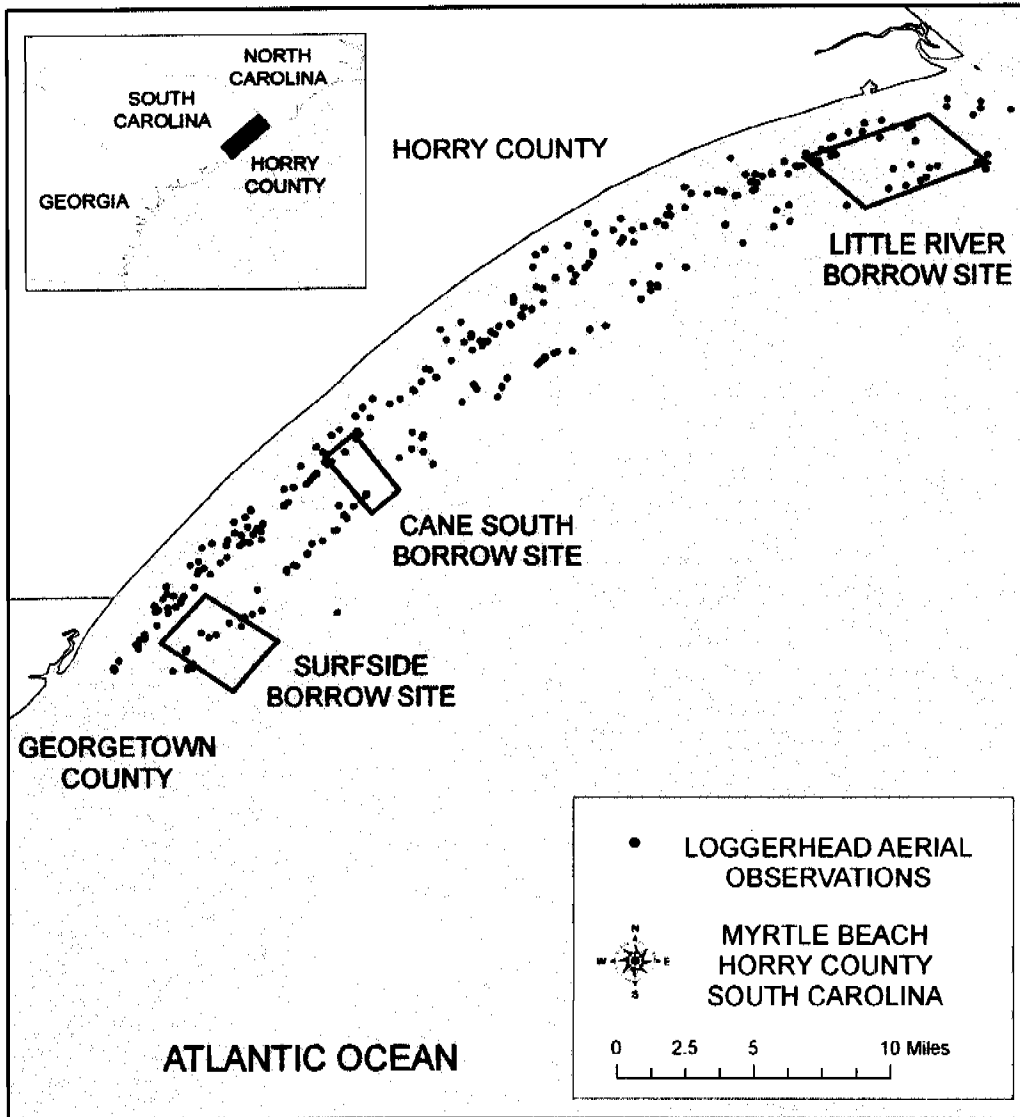 NORTH
CAROLINA
SOUTH
CAROLINA
HORRY
COUNTY
GEORGIA
HORRY COUNTY
LITTLE RIVER
BORROW SITE
CANE SOUTH
BORROW SITE
SURFSIDE
BORROW SITE
GEORGETOWN
COUNTY
LOGGERHEAD AERIAL
OBSERVATIONS
N
W E
S
MYRTLE BEACH
HORRY COUNTY
SOUTH CAROLINA
0 2.5 5 10 Miles
ATLANTIC OCEAN